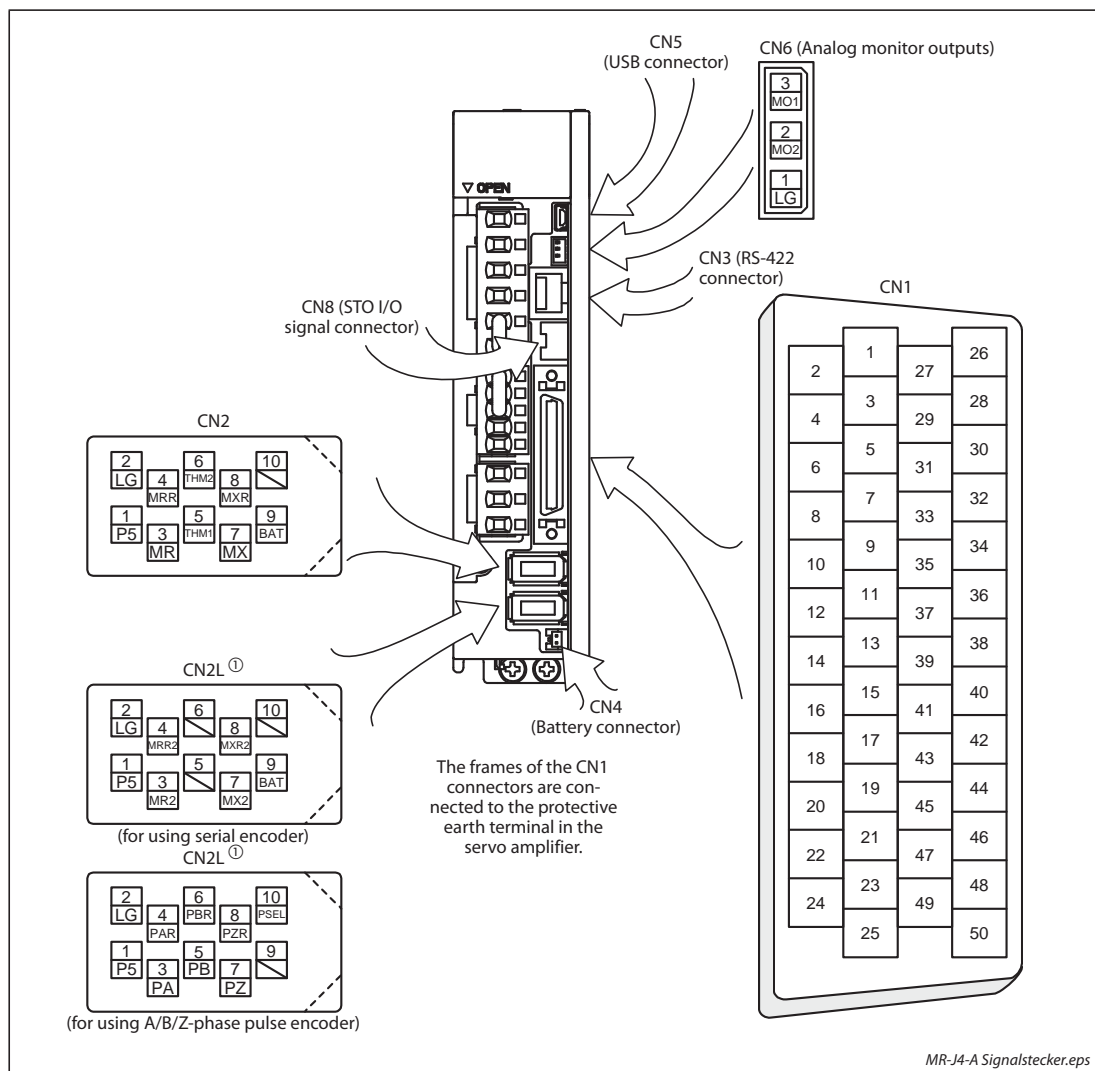 CN5
(USB connector)
CN6 (Analog monitor outputs)
3
MO1
2
MO2
1
LG
▽ OPEN
CN3 (RS-422
connector)
CN8 (STO I/O
signal connector)
CN1
1
26
2
27
3
28
4
29
5
30
6
31
7
32
8
33
9
34
10
35
11
36
12
37
13
38
14
39
15
40
16
41
17
42
18
43
19
44
20
45
21
46
22
47
23
48
24
49
25
50
CN2
2
LG
4
MRR
6
THM2
8
MXR
10
1
P5
3
MR
5
THM1
7
MX
9
BAT
CN2L ①
2
LG
4
MRR2
6
8
MXR2
10
1
P5
3
MR2
5
7
MX2
9
BAT
(for using serial encoder)
CN2L ①
2
LG
4
PAR
6
PBR
8
PZR
10
PSEL
1
P5
3
PA
5
PB
7
PZ
9
(for using A/B/Z-phase pulse encoder)
CN4
(Battery connector)
The frames of the CN1
connectors are con-
nected to the protective
earth terminal in the
servo amplifier.
MR-J4-A Signalstecker.eps